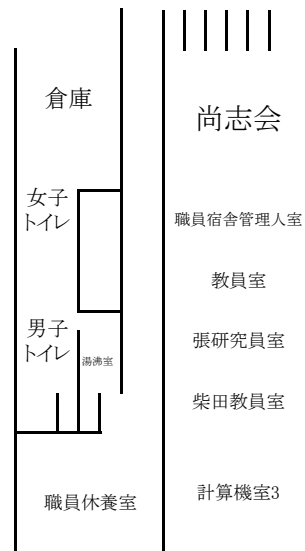 倉庫
尚志会
女子
トイレ
職員宿舎管理人室
教員室
男子
トイレ
湯沸室
張研究員室
柴田教員室
職員休養室
計算機室3